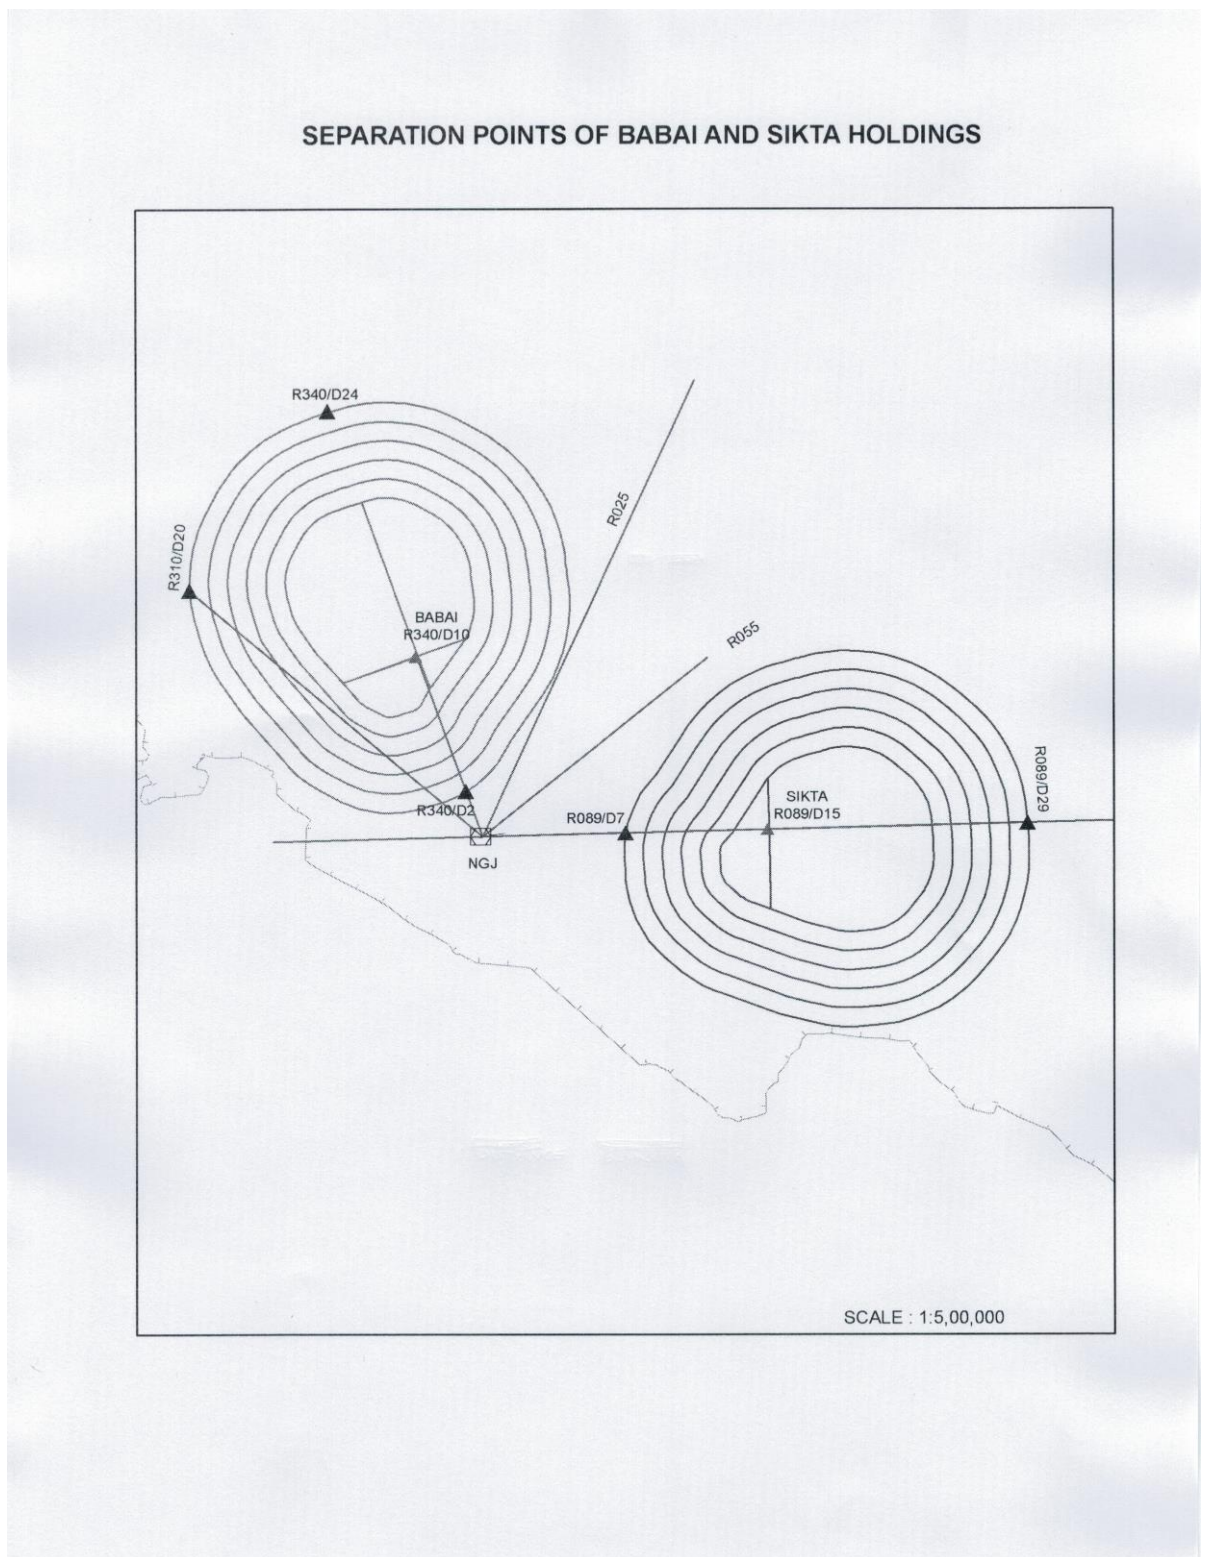 SEPARATION POINTS OF BABAI AND SIKTA HOLDINGS
R340/D24
R025
R310/D20
BABAI
R340/D10
R055
R340/D2
NGJ
R089/D7
SIKTA
R089/D15
R089/D29
SCALE : 1:5,00,000